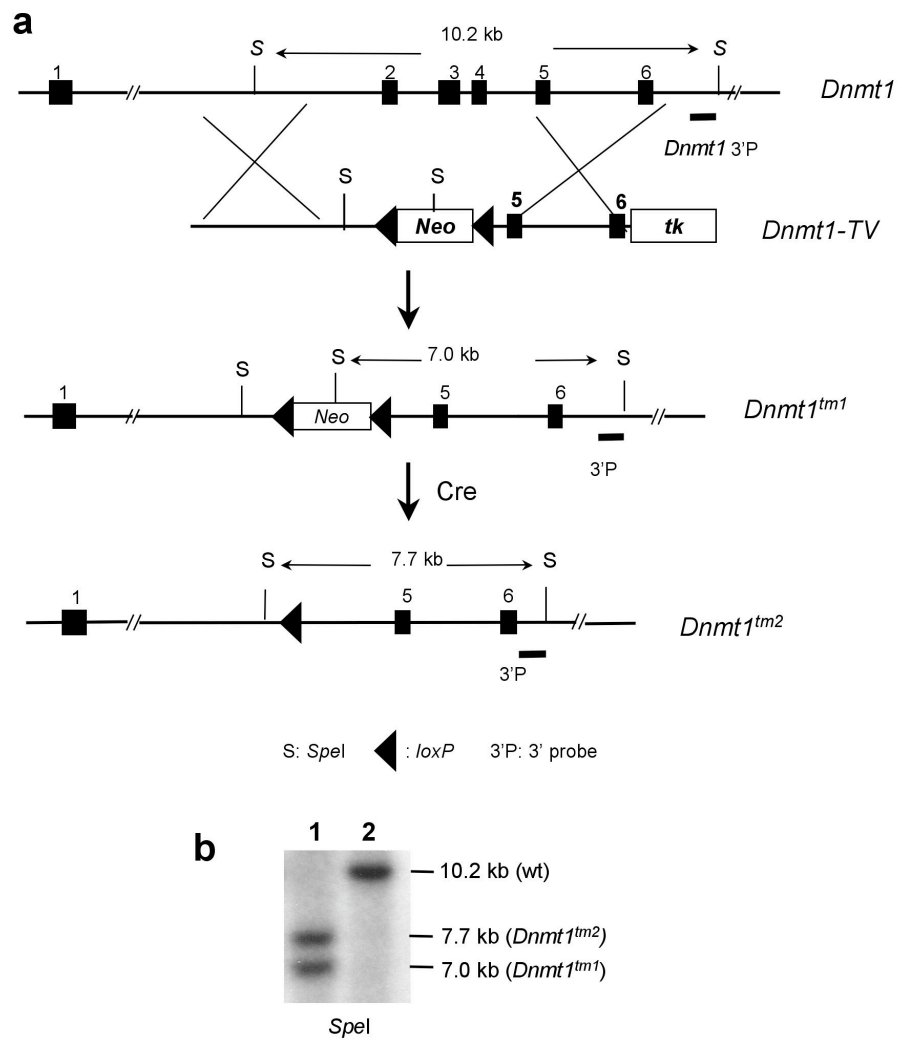 a
10.2 kb
S S
1 2 3 4 5 6
Dnmt1
Dnmt1 3'P
S S
5 6
Neo tk
Dnmt1-TV
S S 7.0 kb S
1 5 6
Neo
Dnmt1tm1
3'P
Cre
S 7.7 kb S
1 5 6
Dnmt1tm2
3'P
S: SpeI : loxP 3'P: 3' probe
b
1 2
10.2 kb (wt)
7.7 kb (Dnmt1tm2)
7.0 kb (Dnmt1tm1)
SpeI